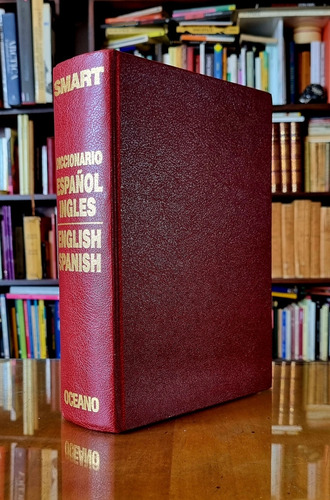 SMART
DICCIONARIO
ESPAÑOL
INGLES
ENGLISH
SPANISH
OCEANO